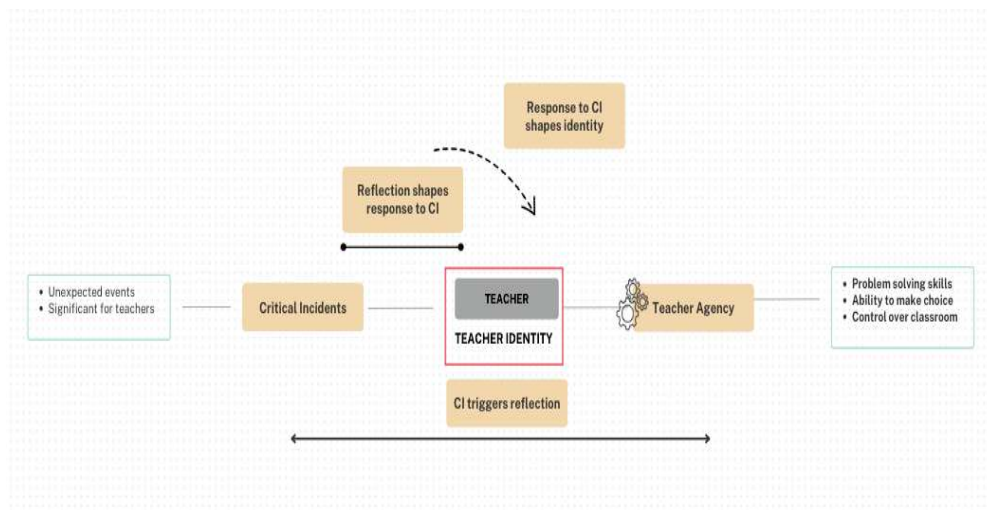 Response to CI
shapes identity
Reflection shapes
response to CI
• Unexpected events
• Significant for teachers
Critical Incidents
TEACHER
TEACHER IDENTITY
Teacher Agency
• Problem solving skills
• Ability to make choice
• Control over classroom
CI triggers reflection